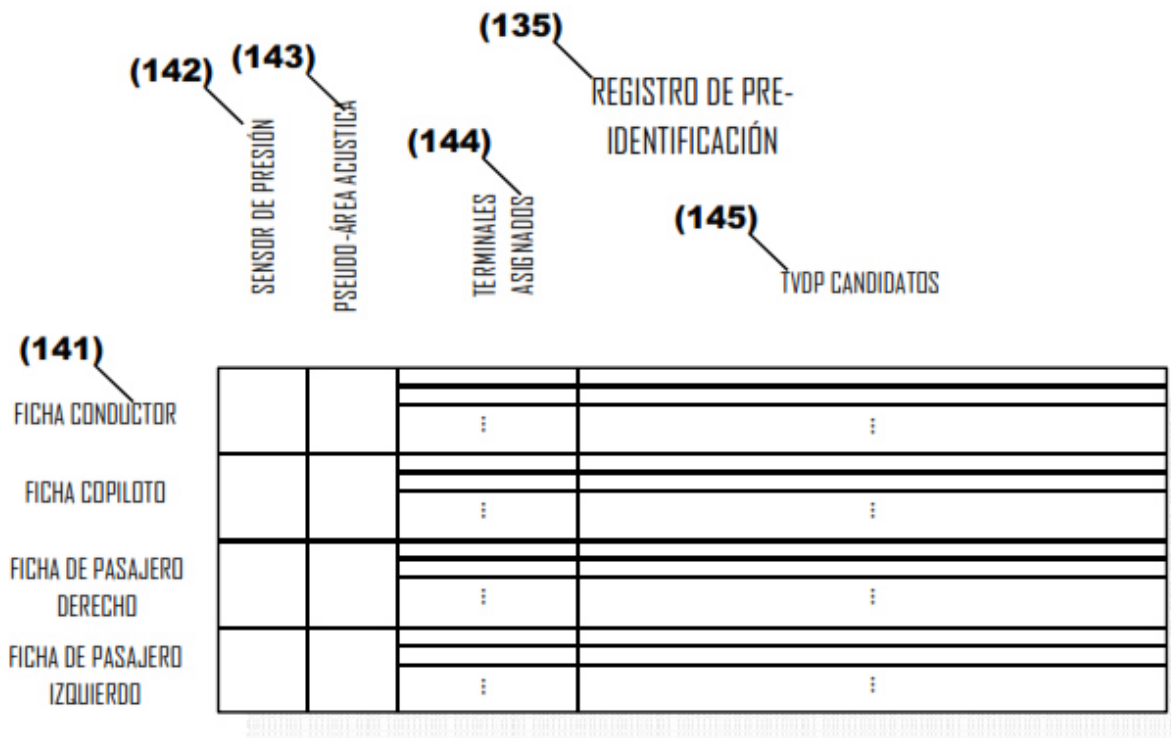 (135)
(142) (143)
REGISTRO DE PRE-
IDENTIFICACIÓN
(144)
SENSOR DE PRESIÓN
PSEUDO-ÁREA ACUSTICA
TERMINALES
ASIGNADOS
(145)
TVDP CANDIDATOS
(141)
FICHA CONDUCTOR
⋮ ⋮
FICHA COPILOTO
⋮ ⋮
FICHA DE PASAJERO
DERECHO
⋮ ⋮
FICHA DE PASAJERO
IZQUIERDO
⋮ ⋮